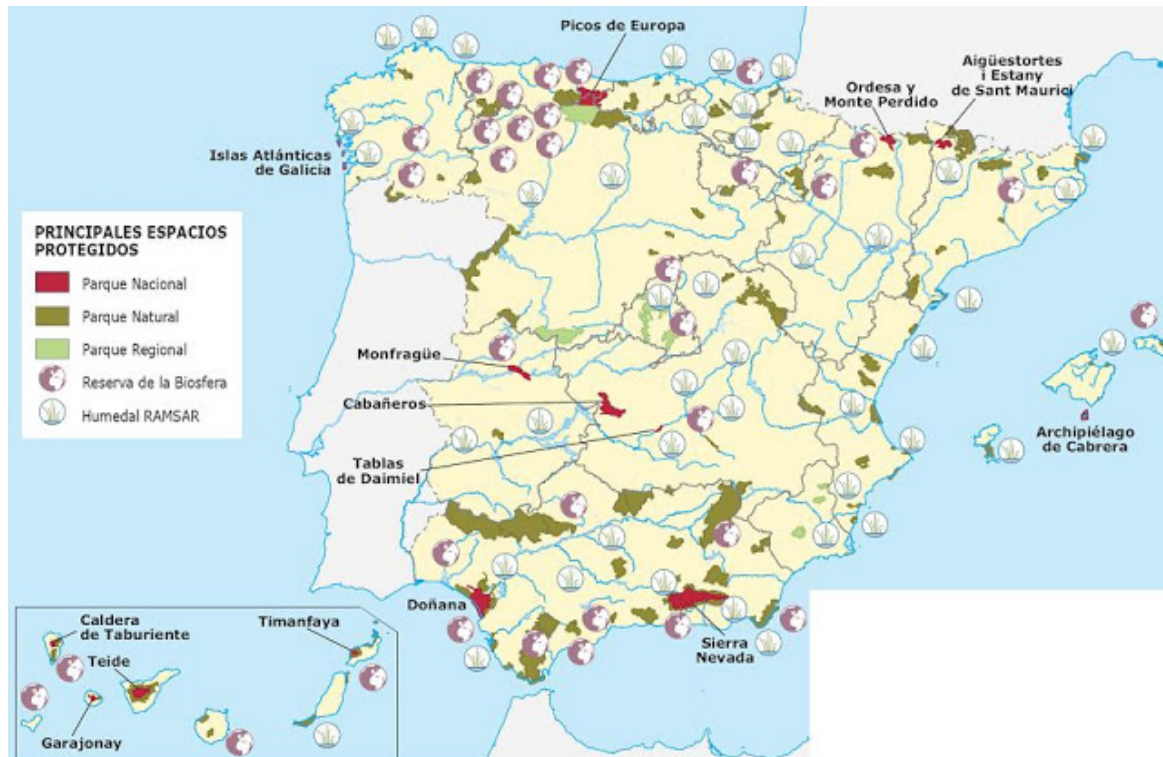 Picos de Europa
Aigüestortes
i Estany
de Sant Maurici
Ordesa y
Monte Perdido
Islas Atlánticas
de Galicia
PRINCIPALES ESPACIOS
PROTEGIDOS
Parque Nacional
Parque Natural
Parque Regional
Reserva de la Biosfera
Humedal RAMSAR
Monfragüe
Cabañeros
Tablas
de Daimiel
Archipiélago
de Cabrera
Doñana
Sierra
Nevada
Caldera
de Taburiente
Timanfaya
Teide
Garajonay